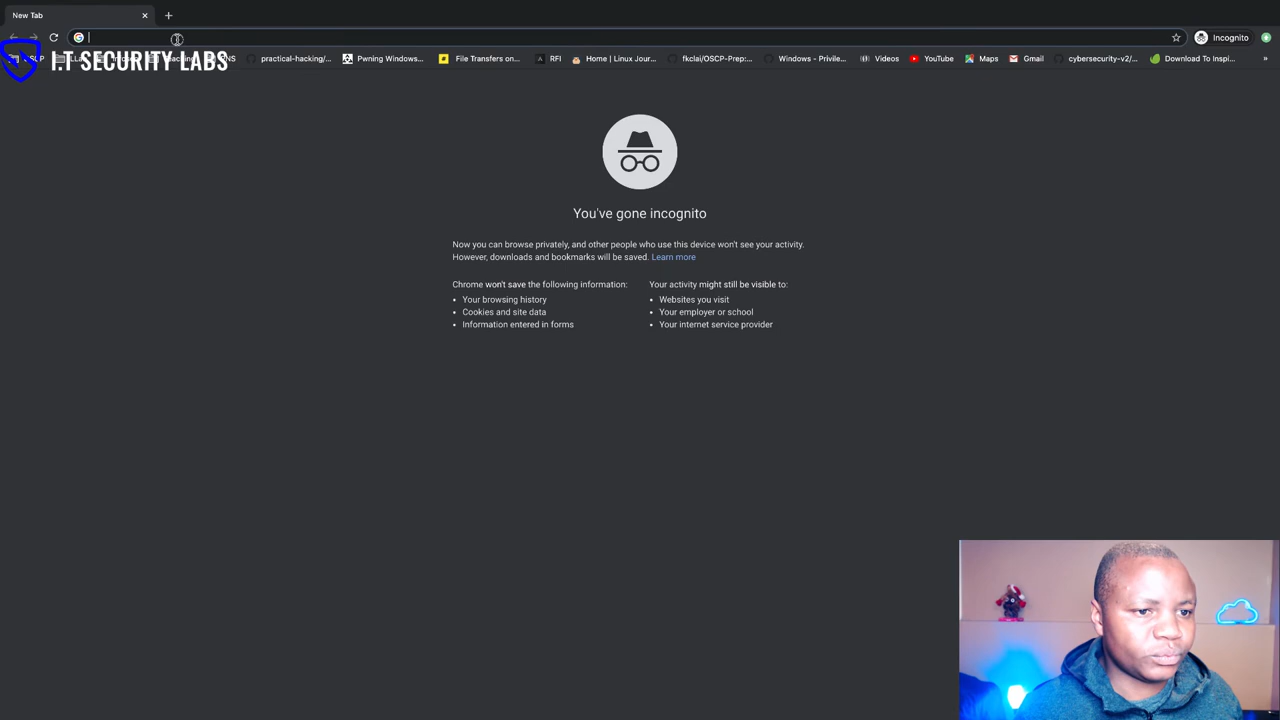 New Tab
Incognito
I.T SECURITY LABS
practical-hacking/...
Pwning Windows...
File Transfers on...
RFI
Home | Linux Jour...
fkclai/OSCP-Prep:...
Windows - Privile...
Videos
YouTube
Maps
Gmail
cybersecurity-v2/...
Download To Inspi...
»
You've gone incognito
Now you can browse privately, and other people who use this device won't see your activity.
However, downloads and bookmarks will be saved. Learn more
Chrome won't save the following information:
• Your browsing history
• Cookies and site data
• Information entered in forms
Your activity might still be visible to:
• Websites you visit
• Your employer or school
• Your internet service provider